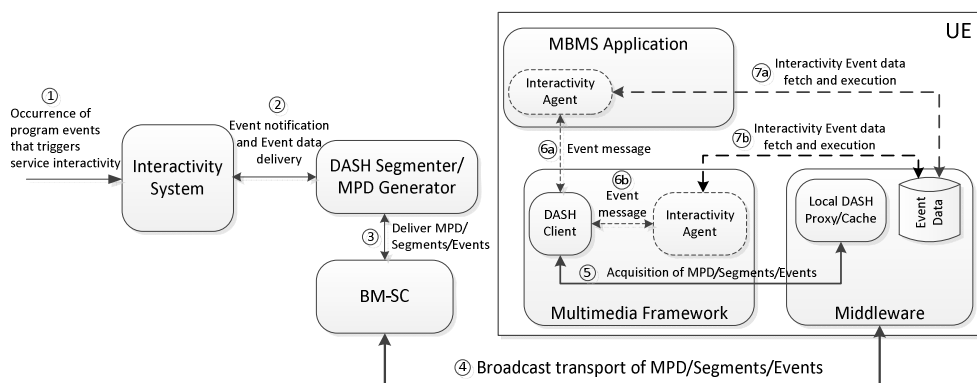 UE
MBMS Application
Interactivity
Agent
7a
Interactivity Event data
fetch and execution
1
Occurrence of
program events
that triggers
service interactivity
2
Event notification
and Event data
delivery
Interactivity
System
DASH Segmenter/
MPD Generator
6a
Event message
7b
Interactivity Event data
fetch and execution
6b
Event
message
DASH
Client
Interactivity
Agent
Local DASH
Proxy/Cache
Event
Data
3
Deliver MPD/
Segments/Events
BM-SC
5 Acquisition of MPD/Segments/Events
Multimedia Framework
Middleware
4 Broadcast transport of MPD/Segments/Events